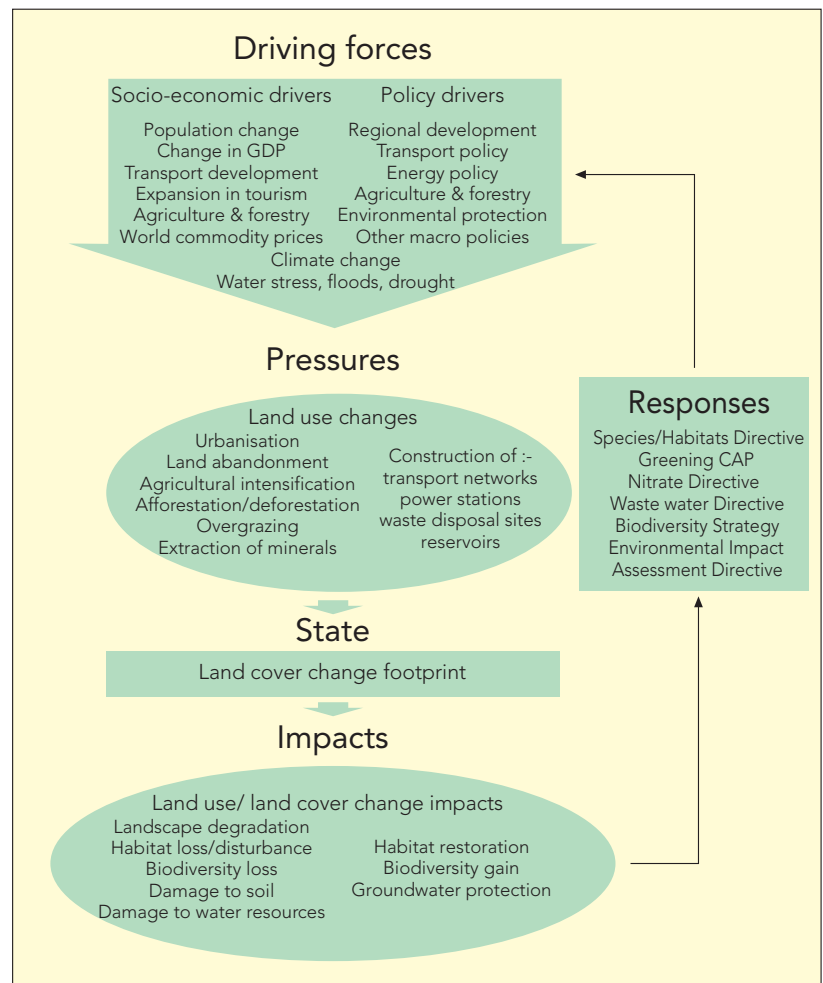 Driving forces
Socio-economic drivers
Population change
Change in GDP
Transport development
Expansion in tourism
Agriculture & forestry
World commodity prices
Policy drivers
Regional development
Transport policy
Energy policy
Agriculture & forestry
Environmental protection
Other macro policies
Climate change
Water stress, floods, drought
Pressures
Land use changes
Urbanisation
Land abandonment
Agricultural intensification
Afforestation/deforestation
Overgrazing
Extraction of minerals
Construction of :-
transport networks
power stations
waste disposal sites
reservoirs
State
Land cover change footprint
Impacts
Land use/ land cover change impacts
Landscape degradation
Habitat loss/disturbance
Biodiversity loss
Damage to soil
Damage to water resources
Habitat restoration
Biodiversity gain
Groundwater protection
Responses
Species/Habitats Directive
Greening CAP
Nitrate Directive
Waste water Directive
Biodiversity Strategy
Environmental Impact
Assessment Directive